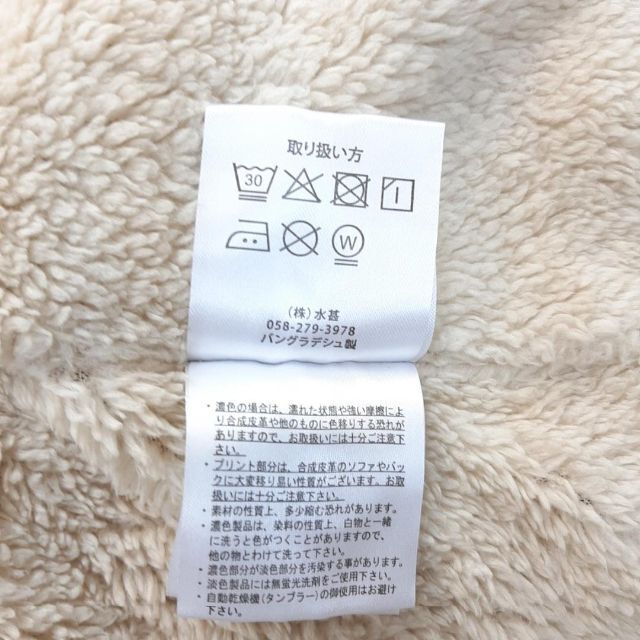 取り扱い方
30
W
(株)水甚
058-279-3978
バングラデシュ製
・濃色の場合は、濡れた状態や強い摩擦によ
り合成皮革や他のものに色移りする恐れが
ありますので、お取扱いには十分ご注意下
さい。
・プリント部分は、合成皮革のソファやバック
に大変移り易い性質がございます。お取
扱いには十分ご注意下さい。
・素材の性質上、多少縮む恐れがあります。
・濃色製品は、染料の性質上、白物と一緒
に洗うと色がつくことがありますので、
他の物とわけて洗って下さい。
・濃色部分が淡色部分を汚染する事があります。
・淡色製品には無蛍光洗剤をご使用下さい。
・自動乾燥機(タンブラー)の御使用はお避け
下さい。